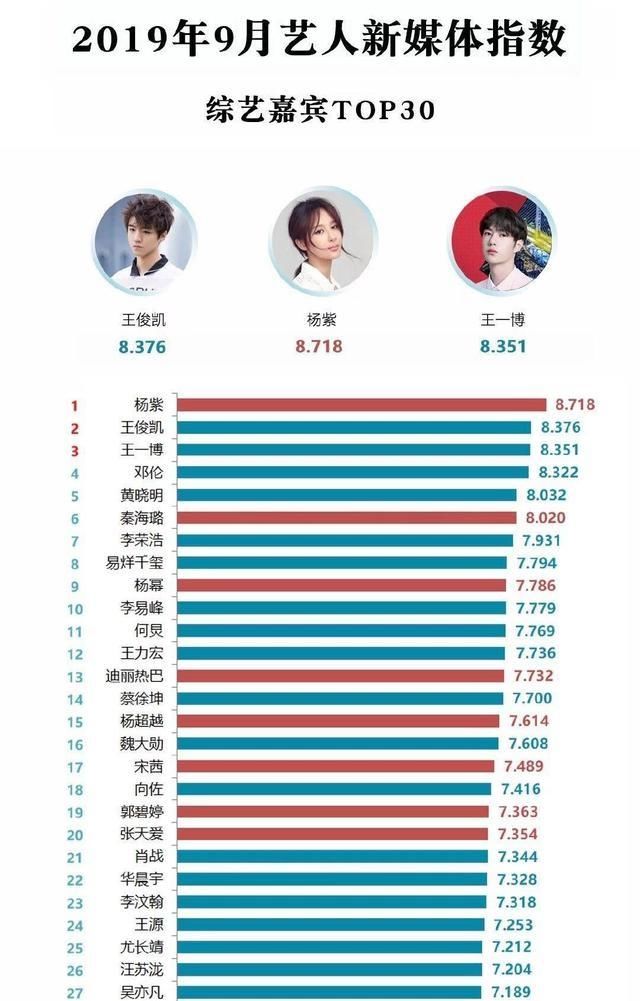 2019年9月艺人新媒体指数
综艺嘉宾TOP30
王俊凯 杨紫 王一博
8.376 8.718 8.351
1 杨紫 8.718
2 王俊凯 8.376
3 王一博 8.351
4 邓伦 8.322
5 黄晓明 8.032
6 秦海璐 8.020
7 李荣浩 7.931
8 易烊千玺 7.794
9 杨幂 7.786
10 李易峰 7.779
11 何炅 7.769
12 王力宏 7.736
13 迪丽热巴 7.732
14 蔡徐坤 7.700
15 杨超越 7.614
16 魏大勋 7.608
17 宋茜 7.489
18 向佐 7.416
19 郭碧婷 7.363
20 张天爱 7.354
21 肖战 7.344
22 华晨宇 7.328
23 李汶翰 7.318
24 王源 7.253
25 尤长靖 7.212
26 汪苏泷 7.204
27 吴亦凡 7.189